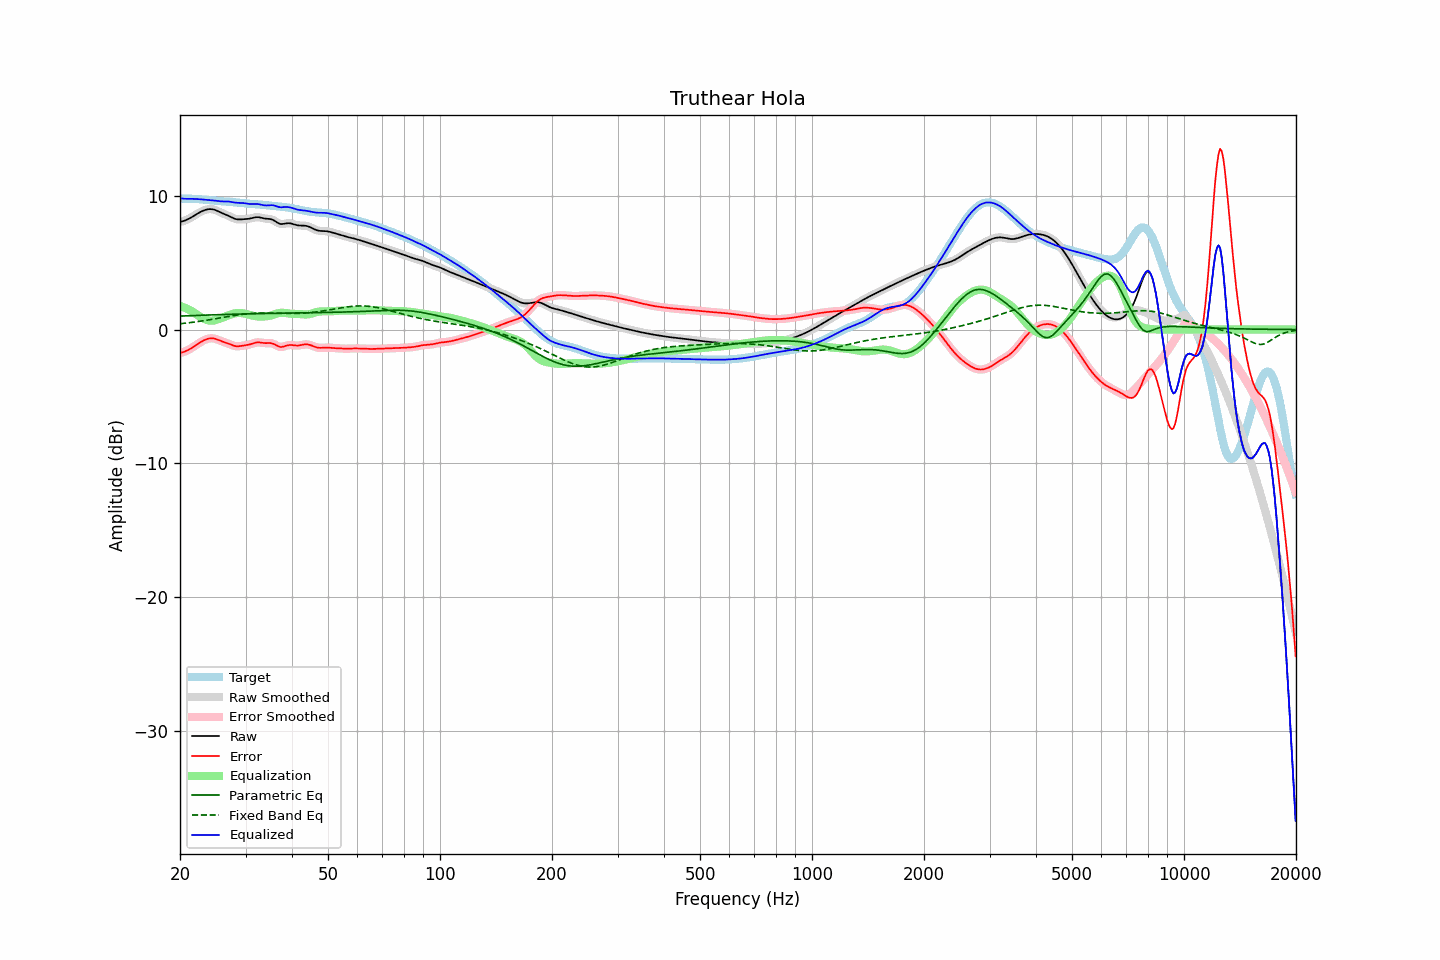 Truthear Hola
Amplitude (dBr)
10
0
−10
−20
−30
Target
Raw Smoothed
Error Smoothed
Raw
Error
Equalization
Parametric Eq
Fixed Band Eq
Equalized
20 50 100 200 500 1000 2000 5000 10000 20000
Frequency (Hz)